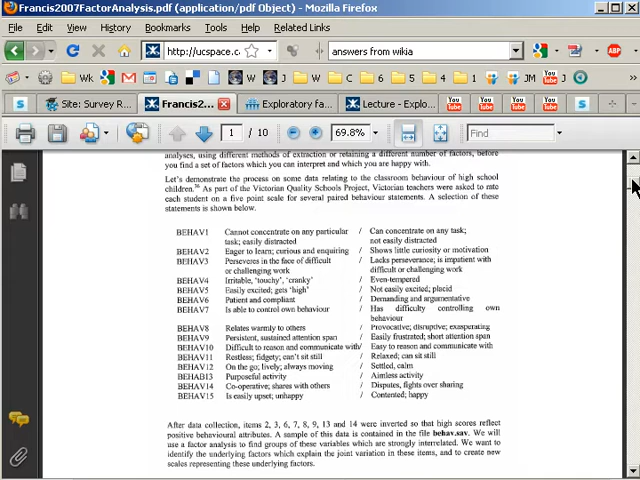 Francis2007FactorAnalysis.pdf (application/pdf Object) - Mozilla Firefox
File Edit View History Bookmarks Tools Help Related Links
http://ucspace.c answers from wikia ABP
Wk C 6 5 4 W J C JM J
Site: Survey R... Francis2... Exploratory fa... Lecture - Explo... You Tube You Tube You Tube You Tube
1 / 10 69.8% Find
analyses, using different methods of extraction or retaining a different number of factors, before
you find a set of factors which you can interpret and which you are happy with.
Let's demonstrate the process on some data relating to the classroom behaviour of high school
children. As part of the Victorian Quality Schools Project, Victorian teachers were asked to rate
each student on a five point scale for several paired behaviour statements. A selection of these
statements is shown below.
BEHAV1 Cannot concentrate on any particular / Can concentrate on any task;
task; easily distracted not easily distracted
BEHAV2 Eager to learn; curious and enquiring / Shows little curiosity or motivation
BEHAV3 Perseveres in the face of difficult / Lacks perseverance; is impatient with
or challenging work difficult or challenging work
BEHAV4 Irritable, 'touchy', 'cranky' / Even-tempered
BEHAV5 Easily excited; gets 'high' / Not easily excited; placid
BEHAV6 Patient and compliant / Demanding and argumentative
BEHAV7 Is able to control own behaviour / Has difficulty controlling own
behaviour
BEHAV8 Relates warmly to others / Provocative; disruptive; exasperating
BEHAV9 Persistent, sustained attention span / Easily frustrated; short attention span
BEHAV10 Difficult to reason and communicate with/ Easy to reason and communicate with
BEHAV11 Restless; fidgety; can't sit still / Relaxed; can sit still
BEHAV12 On the go; lively; always moving / Settled, calm
BEHAB13 Purposeful activity / Aimless activity
BEHAV14 Co-operative; shares with others / Disputes, fights over sharing
BEHAV15 Is easily upset; unhappy / Contented; happy
After data collection, items 2, 3, 6, 7, 8, 9, 13 and 14 were inverted so that high scores reflect
positive behavioural attributes. A sample of this data is contained in the file behav.sav. We will
use a factor analysis to find groups of these variables which are strongly interrelated. We want to
identify the underlying factors which explain the joint variation in these items, and to create new
scales representing these underlying factors.